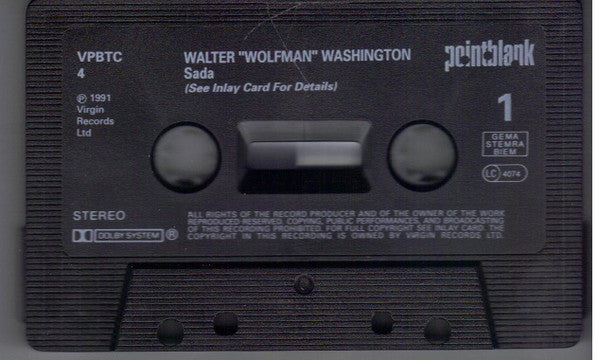 VPBTC
4
WALTER "WOLFMAN" WASHINGTON
Sada
(See Inlay Card For Details)
pointblank
℗ 1991
Virgin
Records
Ltd
1
GEMA
STEMRA
BIEM
LC 4074
STEREO
DOLBY SYSTEM ®
ALL RIGHTS OF THE RECORD PRODUCER AND OF THE OWNER OF THE WORK
REPRODUCED RESERVED. COPYING, PUBLIC PERFORMANCES, AND BROADCASTING
OF THIS RECORDING PROHIBITED. FOR FULL COPYRIGHT SEE INLAY CARD. THE
COPYRIGHT IN THIS RECORDING IS OWNED BY VIRGIN RECORDS LTD.